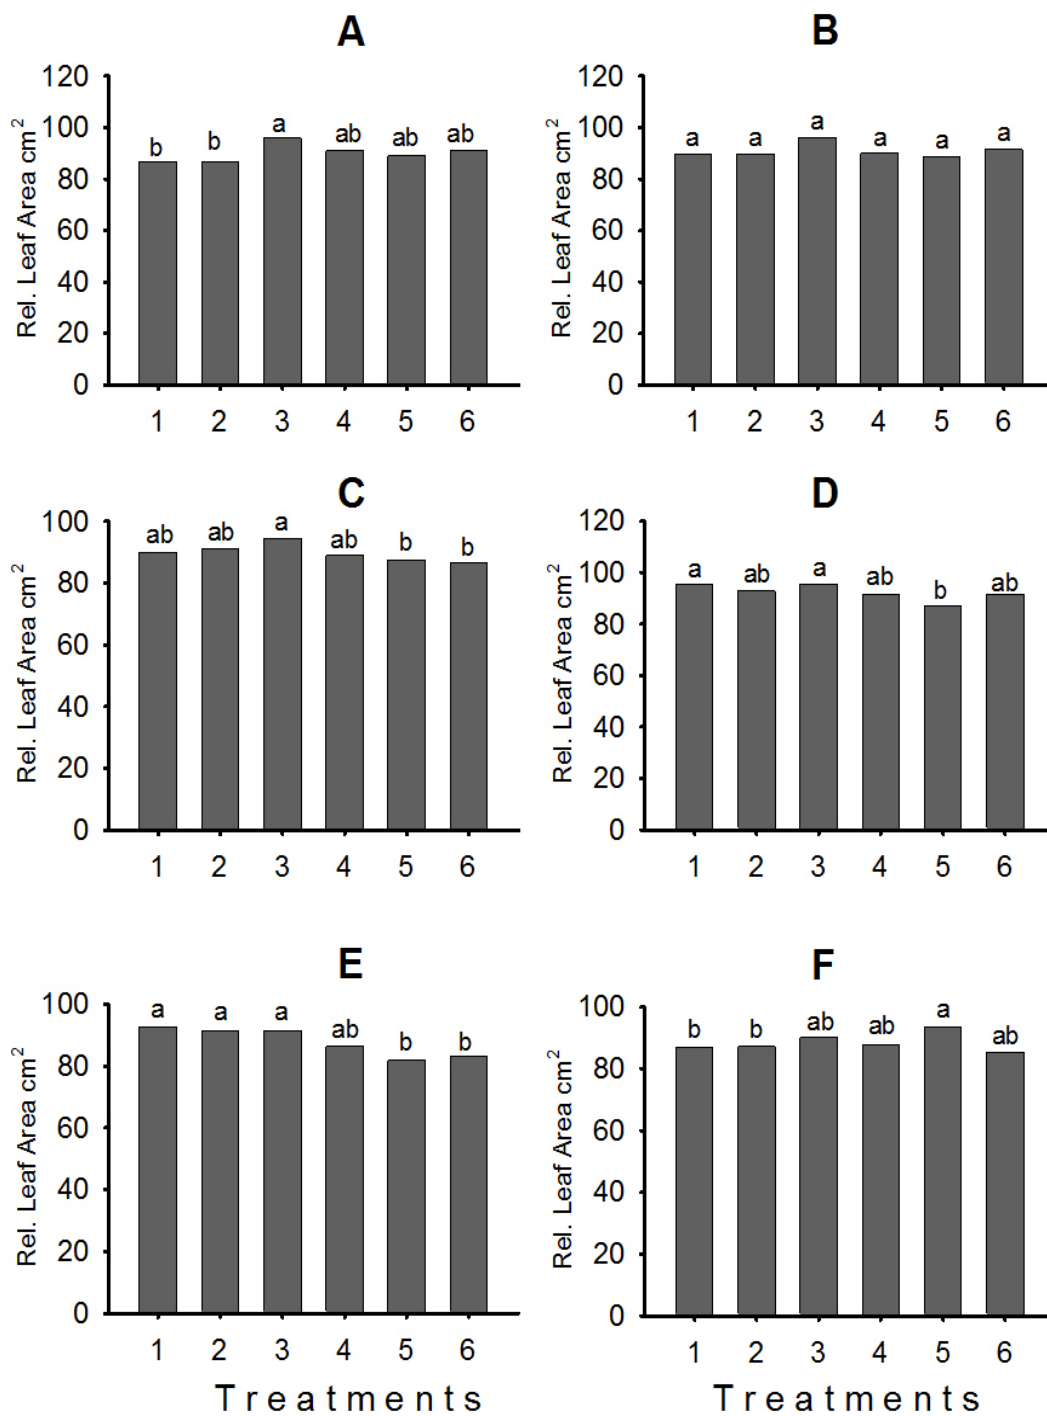 A
Rel. Leaf Area cm²
120
100
80
60
40
20
0
b b a ab ab ab
1 2 3 4 5 6
B
Rel. Leaf Area cm²
120
100
80
60
40
20
0
a a a a a a
1 2 3 4 5 6
C
Rel. Leaf Area cm²
100
80
60
40
20
0
ab ab a ab b b
1 2 3 4 5 6
D
Rel. Leaf Area cm²
120
100
80
60
40
20
0
a ab a ab b ab
1 2 3 4 5 6
E
Rel. Leaf Area cm²
100
80
60
40
20
0
a a a ab b b
1 2 3 4 5 6
Treatments
F
Rel. Leaf Area cm²
100
80
60
40
20
0
b b ab ab a ab
1 2 3 4 5 6
Treatments